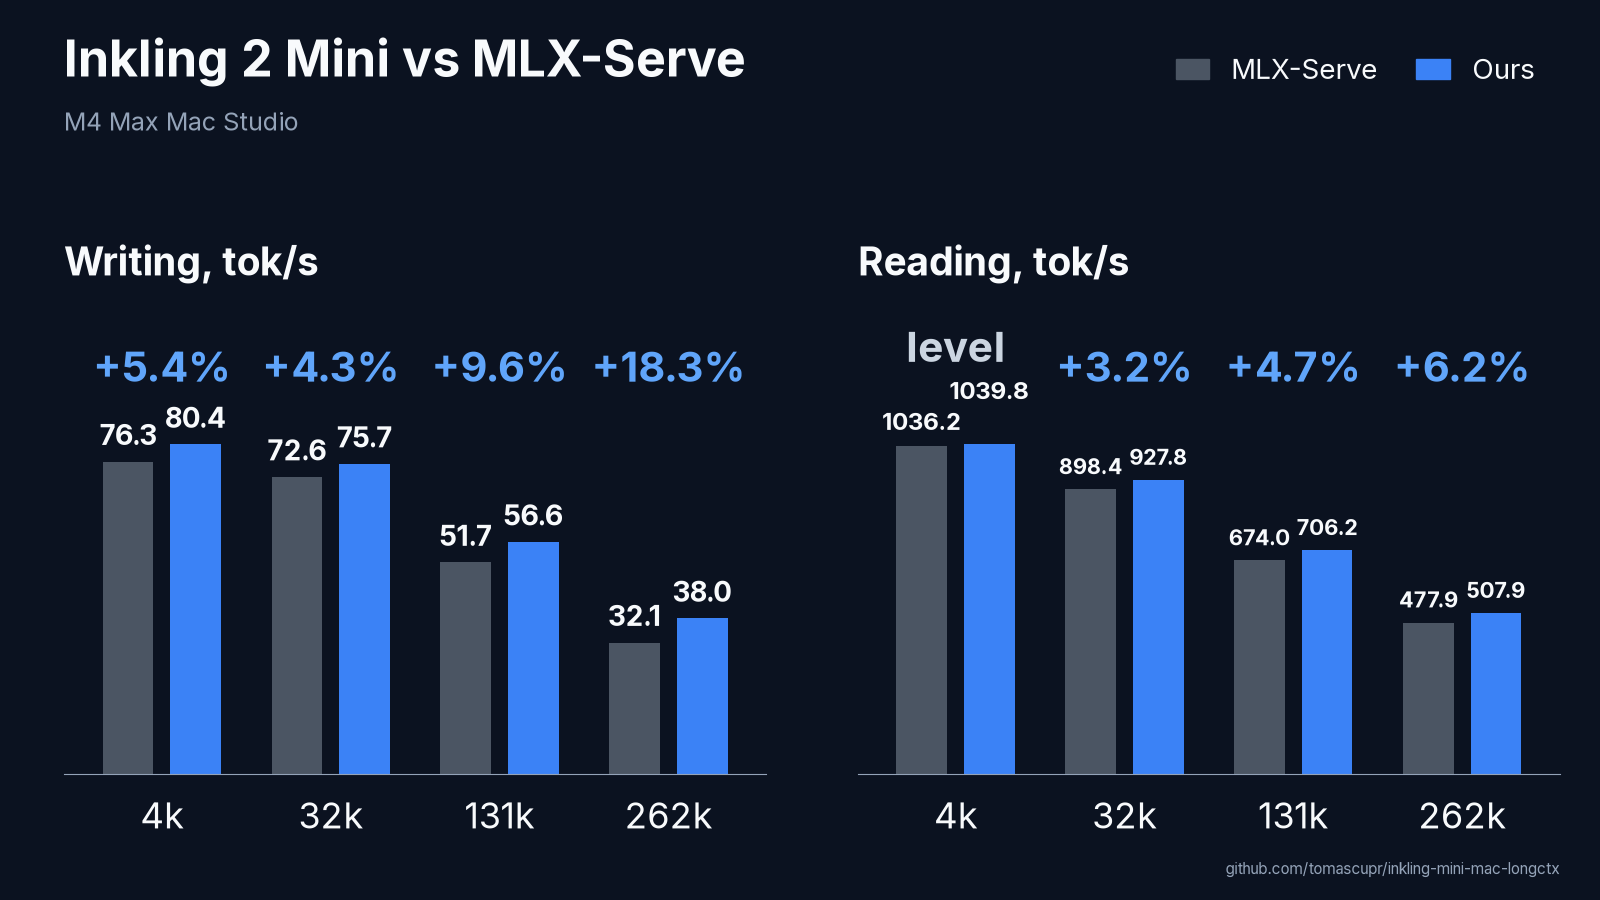 Inkling 2 Mini vs MLX-Serve
M4 Max Mac Studio
MLX-Serve
Ours
Writing, tok/s
+5.4% +4.3% +9.6% +18.3%
76.3 80.4 72.6 75.7 51.7 56.6 32.1 38.0
4k 32k 131k 262k
Reading, tok/s
level +3.2% +4.7% +6.2%
1036.2 1039.8 898.4 927.8 674.0 706.2 477.9 507.9
4k 32k 131k 262k
github.com/tomascupr/inkling-mini-mac-longctx